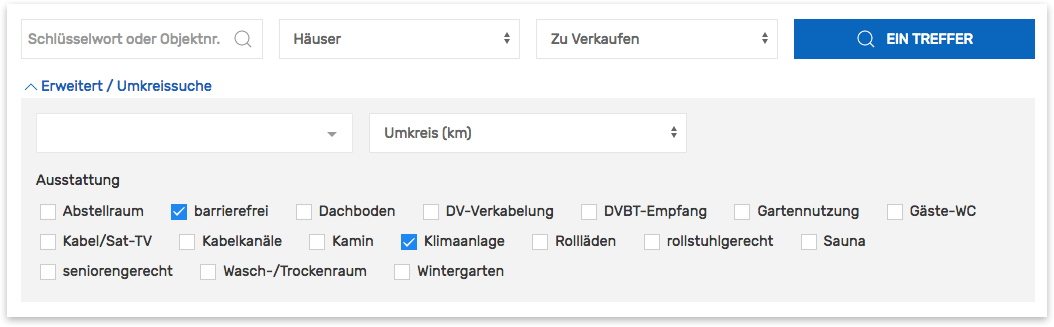 Schlüsselwort oder Objektnr. Häuser Zu Verkaufen EIN TREFFER
Erweitert / Umkreissuche
Umkreis (km)
Ausstattung
Abstellraum barrierefrei Dachboden DV-Verkabelung DVBT-Empfang Gartennutzung Gäste-WC
Kabel/Sat-TV Kabelkanäle Kamin Klimaanlage Rollläden rollstuhlgerecht Sauna
seniorengerecht Wasch-/Trockenraum Wintergarten